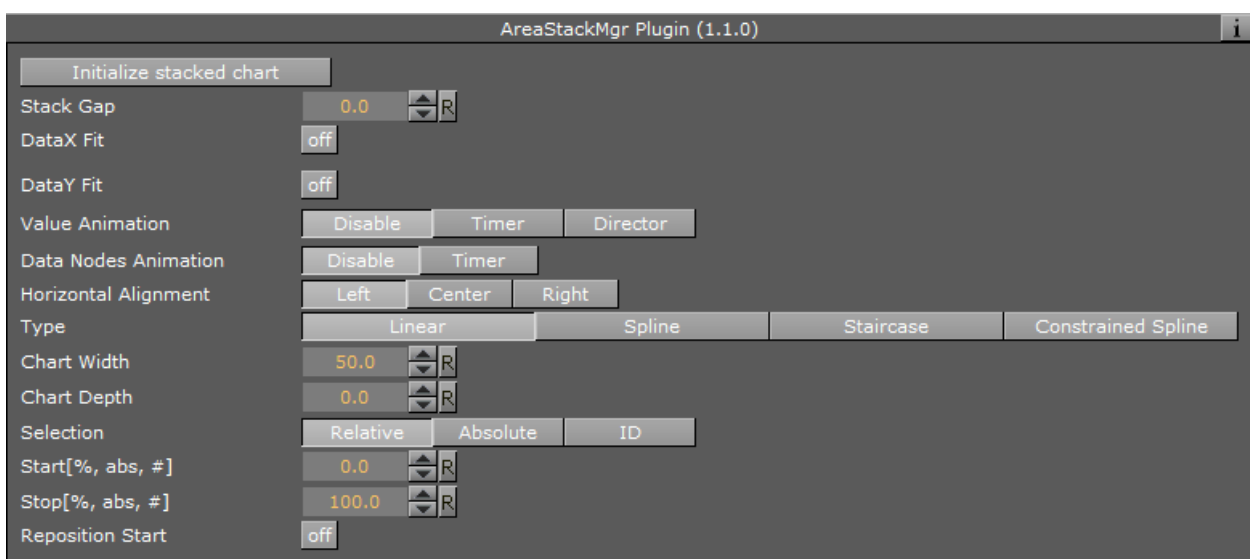 AreaStackMgr Plugin (1.1.0) i
Initialize stacked chart
Stack Gap 0.0 R
DataX Fit off
DataY Fit off
Value Animation Disable Timer Director
Data Nodes Animation Disable Timer
Horizontal Alignment Left Center Right
Type Linear Spline Staircase Constrained Spline
Chart Width 50.0 R
Chart Depth 0.0 R
Selection Relative Absolute ID
Start[%, abs, #] 0.0 R
Stop[%, abs, #] 100.0 R
Reposition Start off